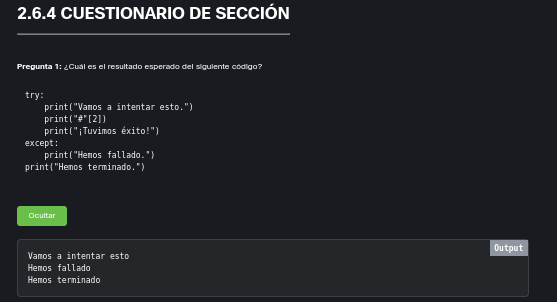 2.6.4 CUESTIONARIO DE SECCIÓN
Pregunta 1: ¿Cuál es el resultado esperado del siguiente código?
try:
    print("Vamos a intentar esto.")
    print("#"[2])
    print("¡Tuvimos éxito!")
except:
    print("Hemos fallado.")
print("Hemos terminado.")
Ocultar
Output
Vamos a intentar esto
Hemos fallado
Hemos terminado